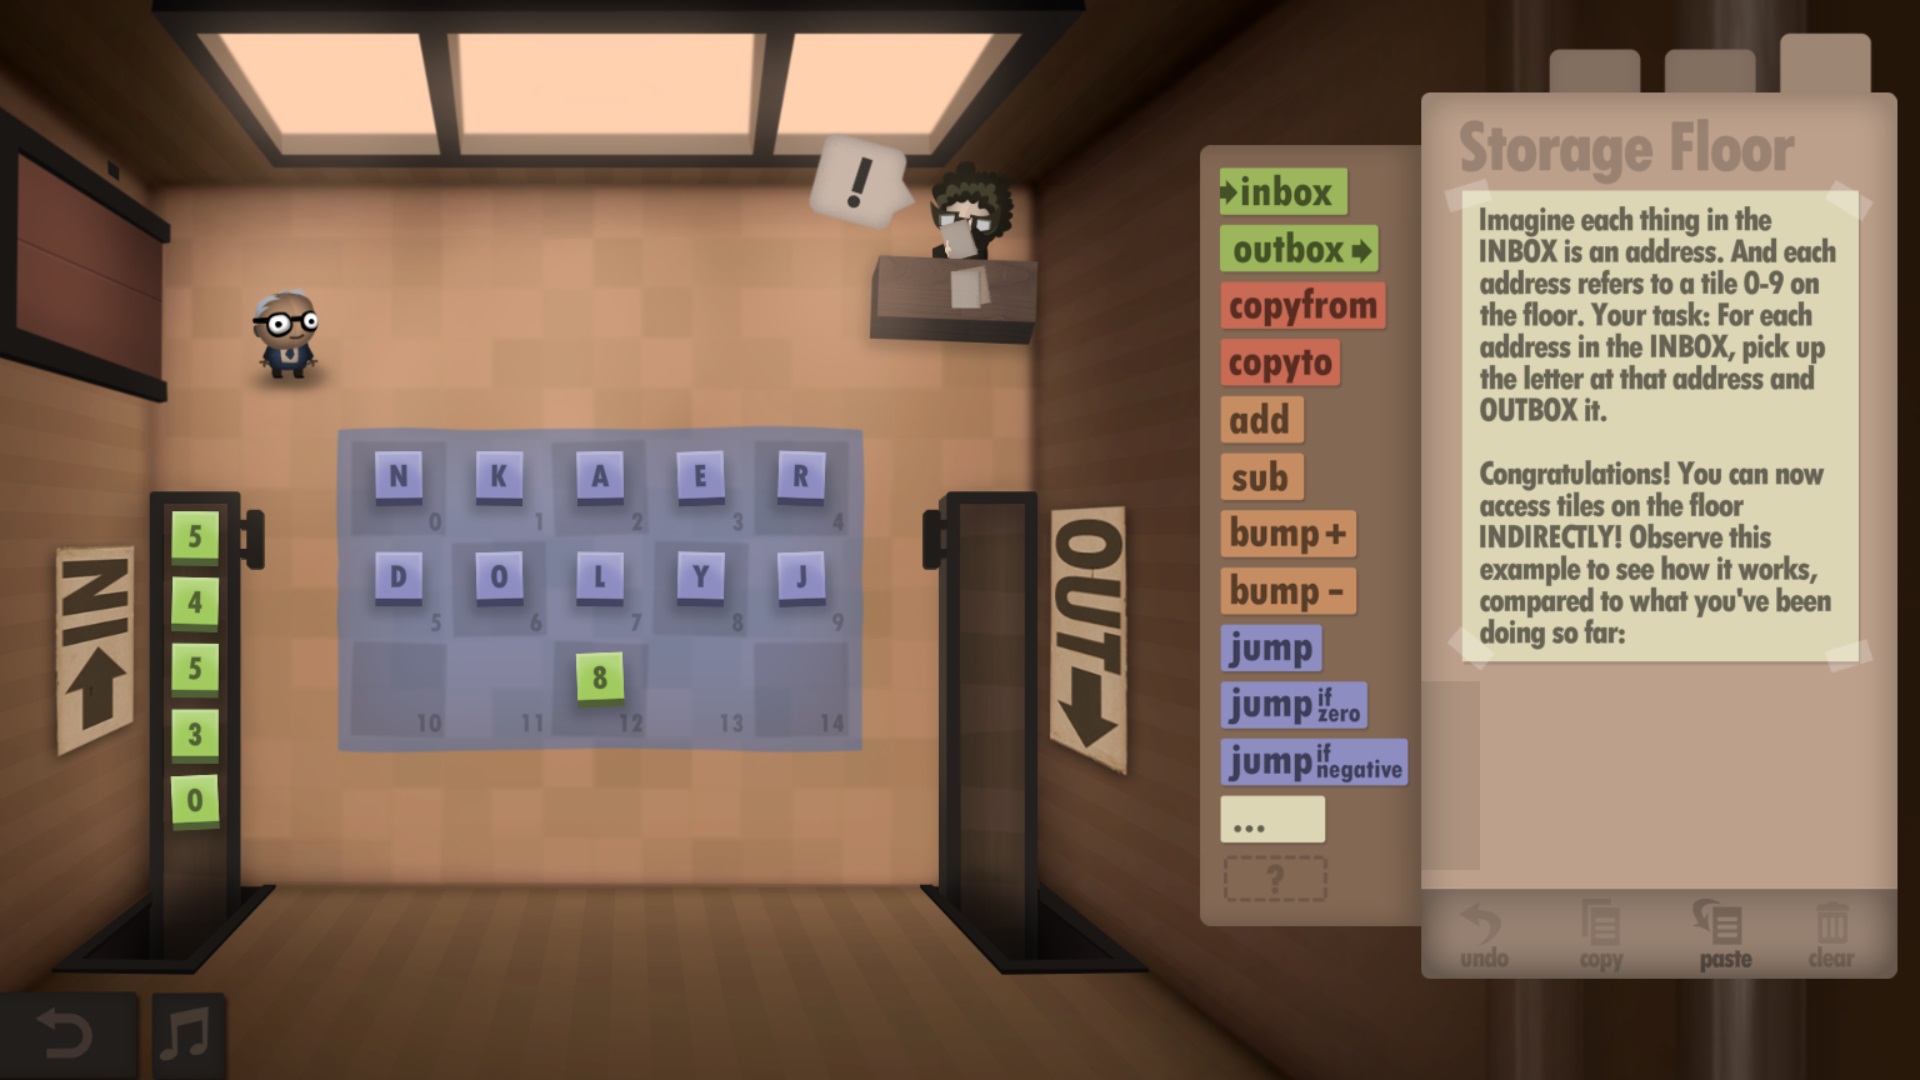 Storage Floor
Imagine each thing in the
INBOX is an address. And each
address refers to a tile 0-9 on
the floor. Your task: For each
address in the INBOX, pick up
the letter at that address and
OUTBOX it.
Congratulations! You can now
access tiles on the floor
INDIRECTLY! Observe this
example to see how it works,
compared to what you've been
doing so far:
!
inbox
outbox
copyfrom
copyto
add
sub
bump +
bump -
jump
jump if zero
jump if negative
...
?
IN
5
4
5
3
0
N K A E R
0 1 2 3 4
D O L Y J
5 6 7 8 9
8
10 11 12 13 14
OUT
undo copy paste clear